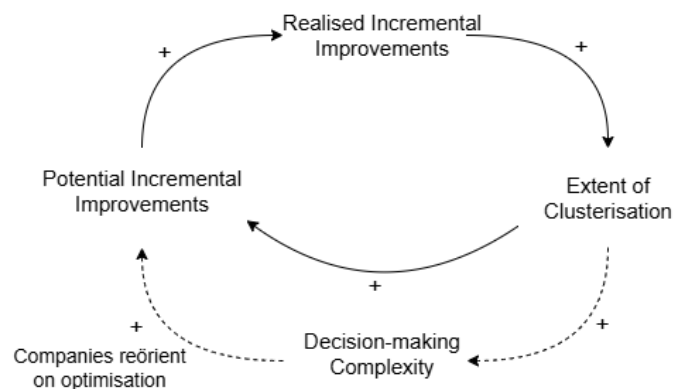 Realised Incremental
Improvements
+
+
Potential Incremental
Improvements
Extent of
Clusterisation
+
+
+
Decision-making
Complexity
Companies reörient
on optimisation